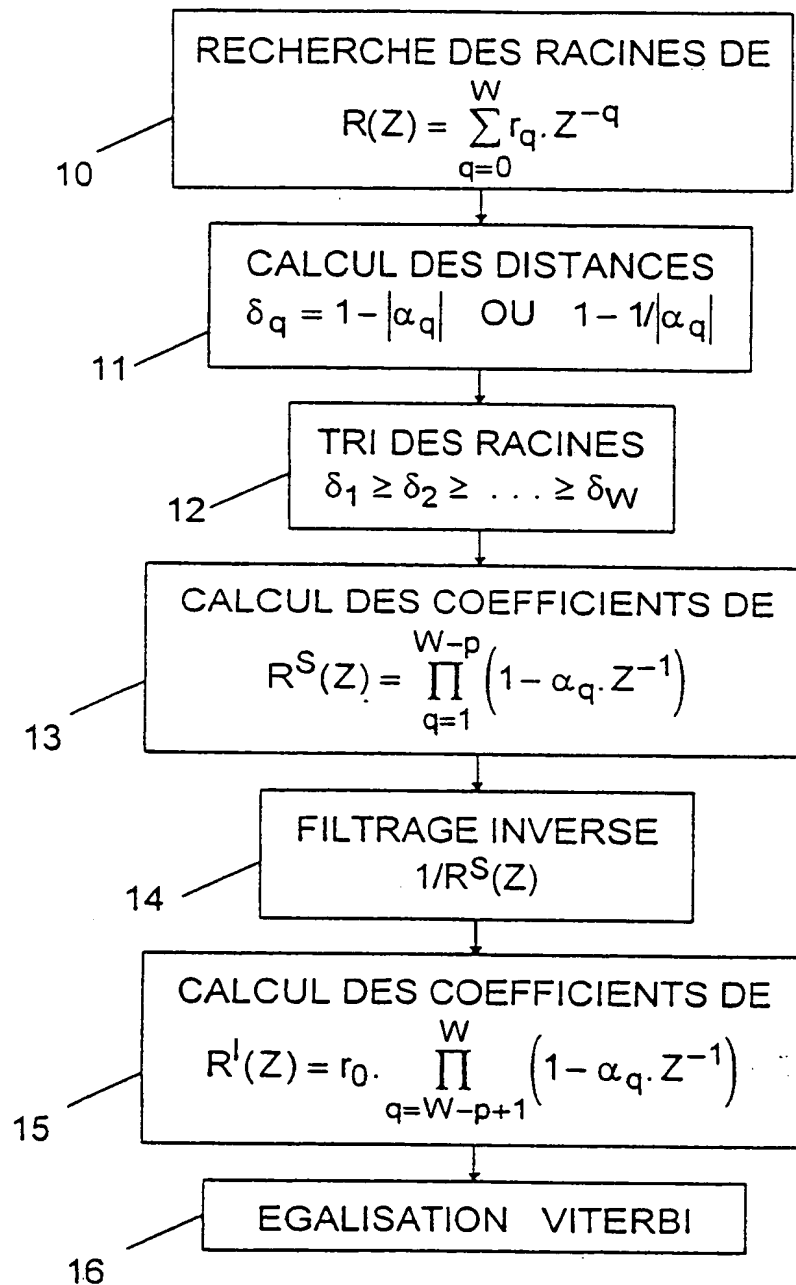 RECHERCHE DES RACINES DE
W
R(Z) = ∑ r_q . Z^{-q}
q=0
10
CALCUL DES DISTANCES
δ_q = 1 – |α_q| OU 1 – 1/|α_q|
11
TRI DES RACINES
δ_1 ≥ δ_2 ≥ . . . ≥ δ_W
12
CALCUL DES COEFFICIENTS DE
W–p
R^S(Z) = ∏ (1 – α_q . Z^{-1})
q=1
13
FILTRAGE INVERSE
1/R^S(Z)
14
CALCUL DES COEFFICIENTS DE
W
R^I(Z) = r_0 . ∏ (1 – α_q . Z^{-1})
q=W–p+1
15
EGALISATION VITERBI
16